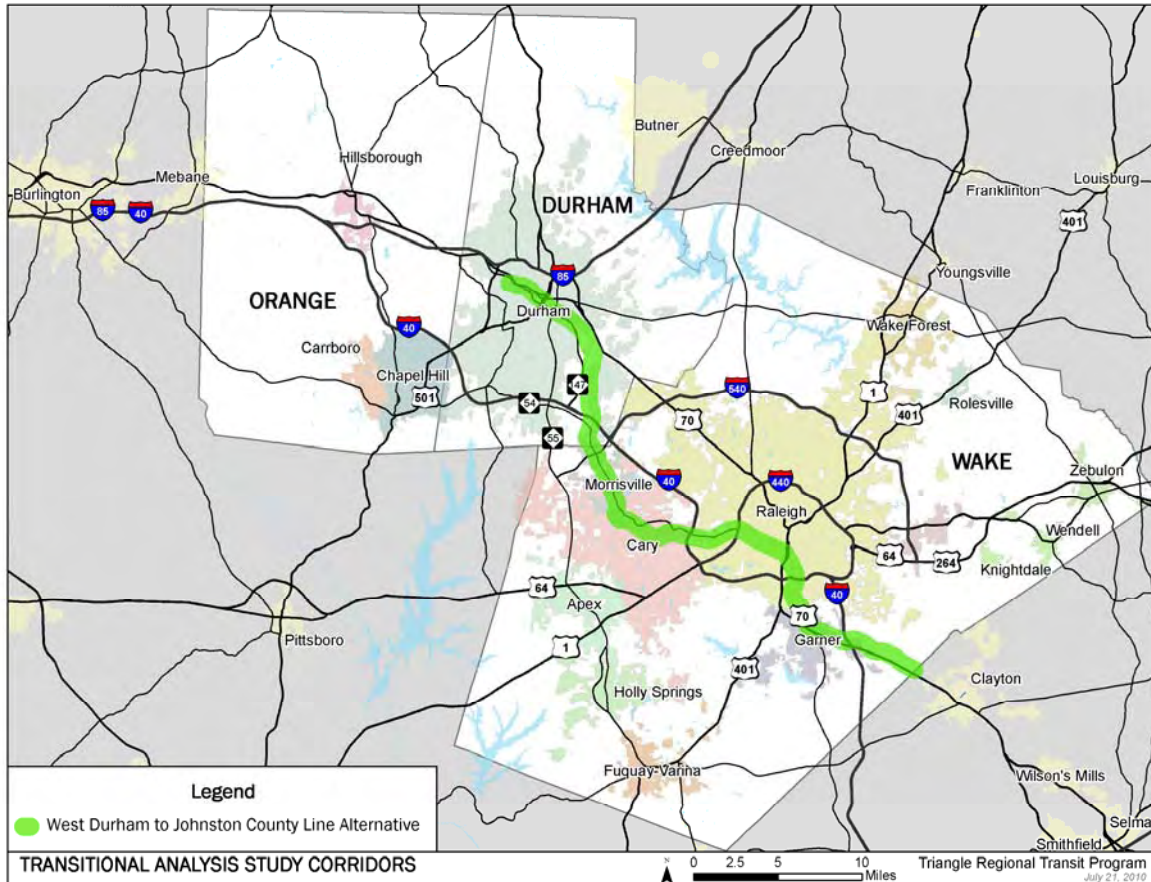 Butner
Creedmoor
Hillsborough
Mebane
Burlington
85
40
DURHAM
Franklinton
Louisburg
401
85
Youngsville
ORANGE
Durham
40
Wake Forest
Carrboro
Chapel Hill
501
147
54
55
540
1
401
Rolesville
70
WAKE
Morrisville
40
440
Zebulon
Raleigh
Wendell
Cary
64
264
Knightdale
64
Apex
40
70
Pittsboro
Garner
1
401
Clayton
Holly Springs
Fuquay-Varina
Wilson's Mills
Selma
Smithfield
Legend
West Durham to Johnston County Line Alternative
TRANSITIONAL ANALYSIS STUDY CORRIDORS
N
0 2.5 5 10
Miles
Triangle Regional Transit Program
July 21, 2010